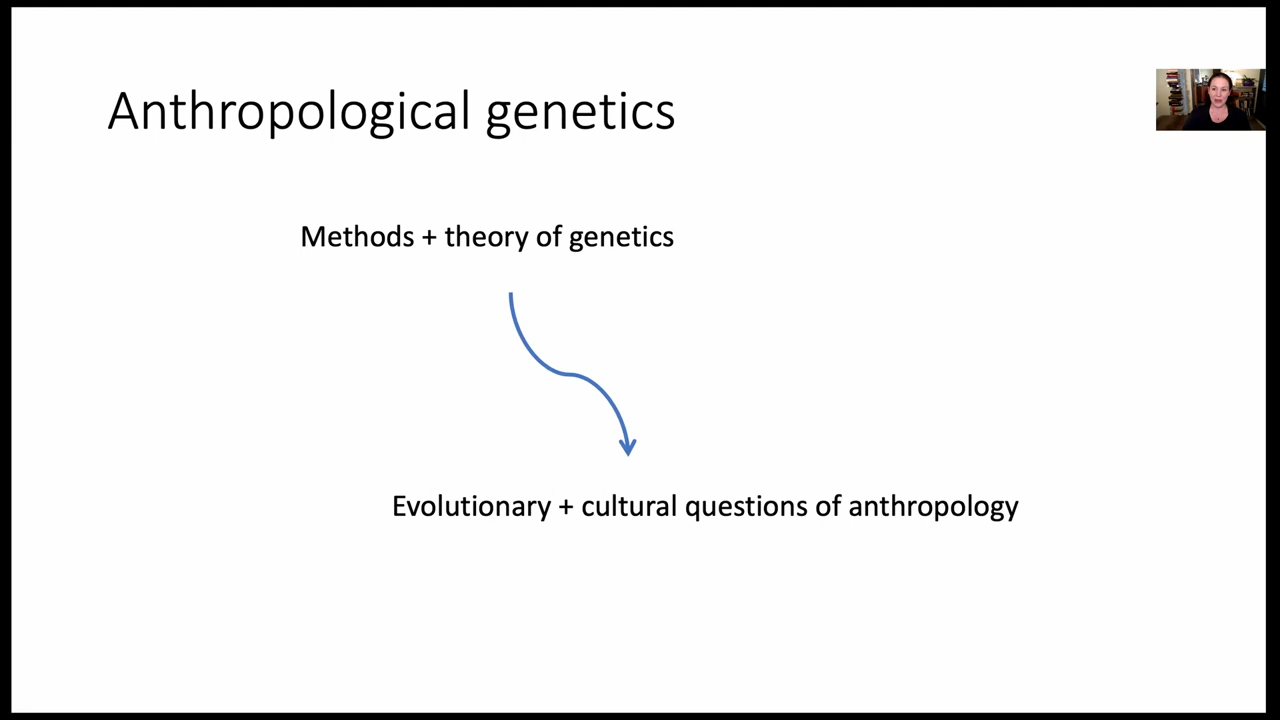 Anthropological genetics
Methods + theory of genetics
Evolutionary + cultural questions of anthropology